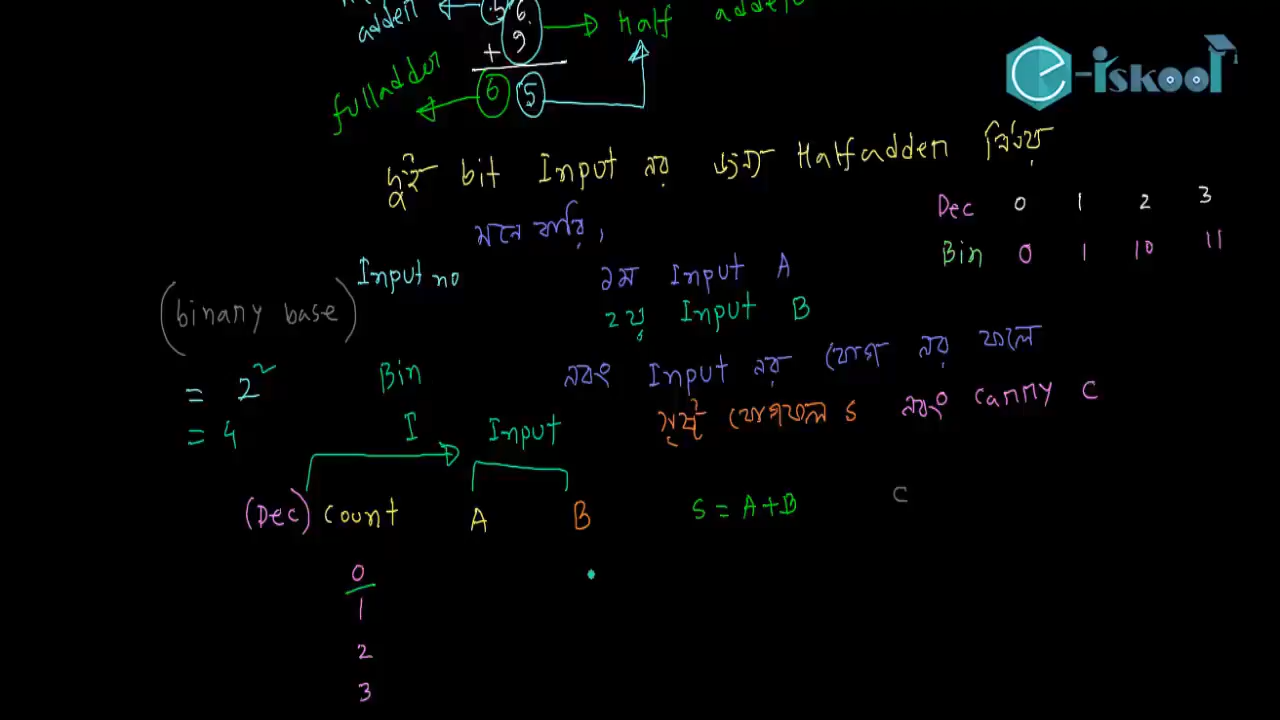 adder 5 6 Half adder
+ 9
fulladder 6 5
e-iskool
দুই bit Input এর জন্য Halfadder বিবেচ্য
Dec 0 1 2 3
মনে করি,
Bin 0 1 10 11
Input no ১ম Input A
(binary base) ২য় Input B
এবং Input এর যোগ এর ফলে
= 2² Bin
সৃষ্ট যোগফল S এবং carry C
= 4 I Input
(Dec) count A B S = A+B C
0
1
2
3